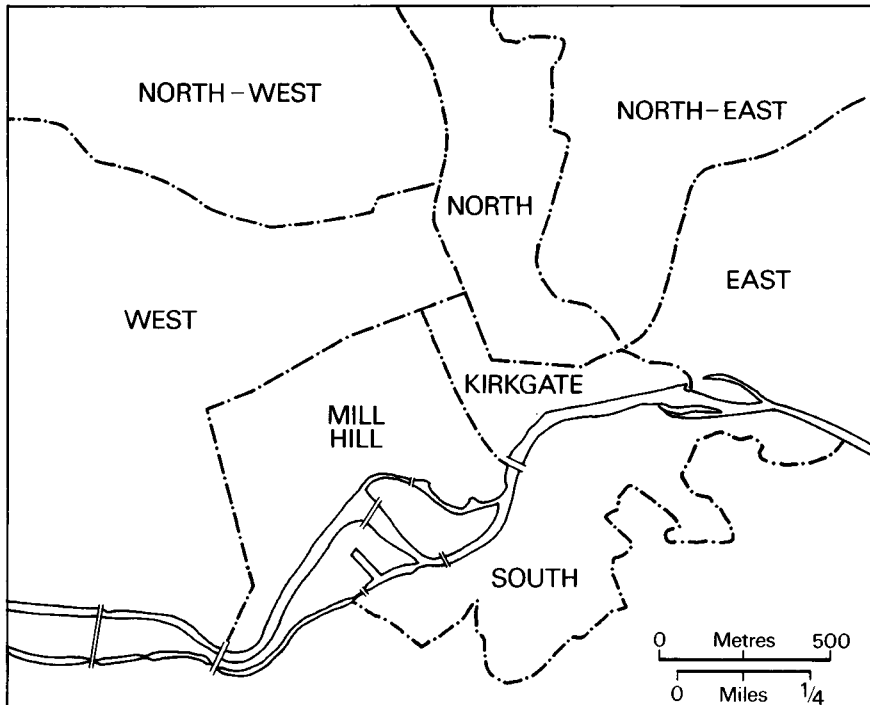 NORTH-WEST
NORTH-EAST
NORTH
EAST
WEST
KIRKGATE
MILL
HILL
SOUTH
0 Metres 500
0 Miles 1/4